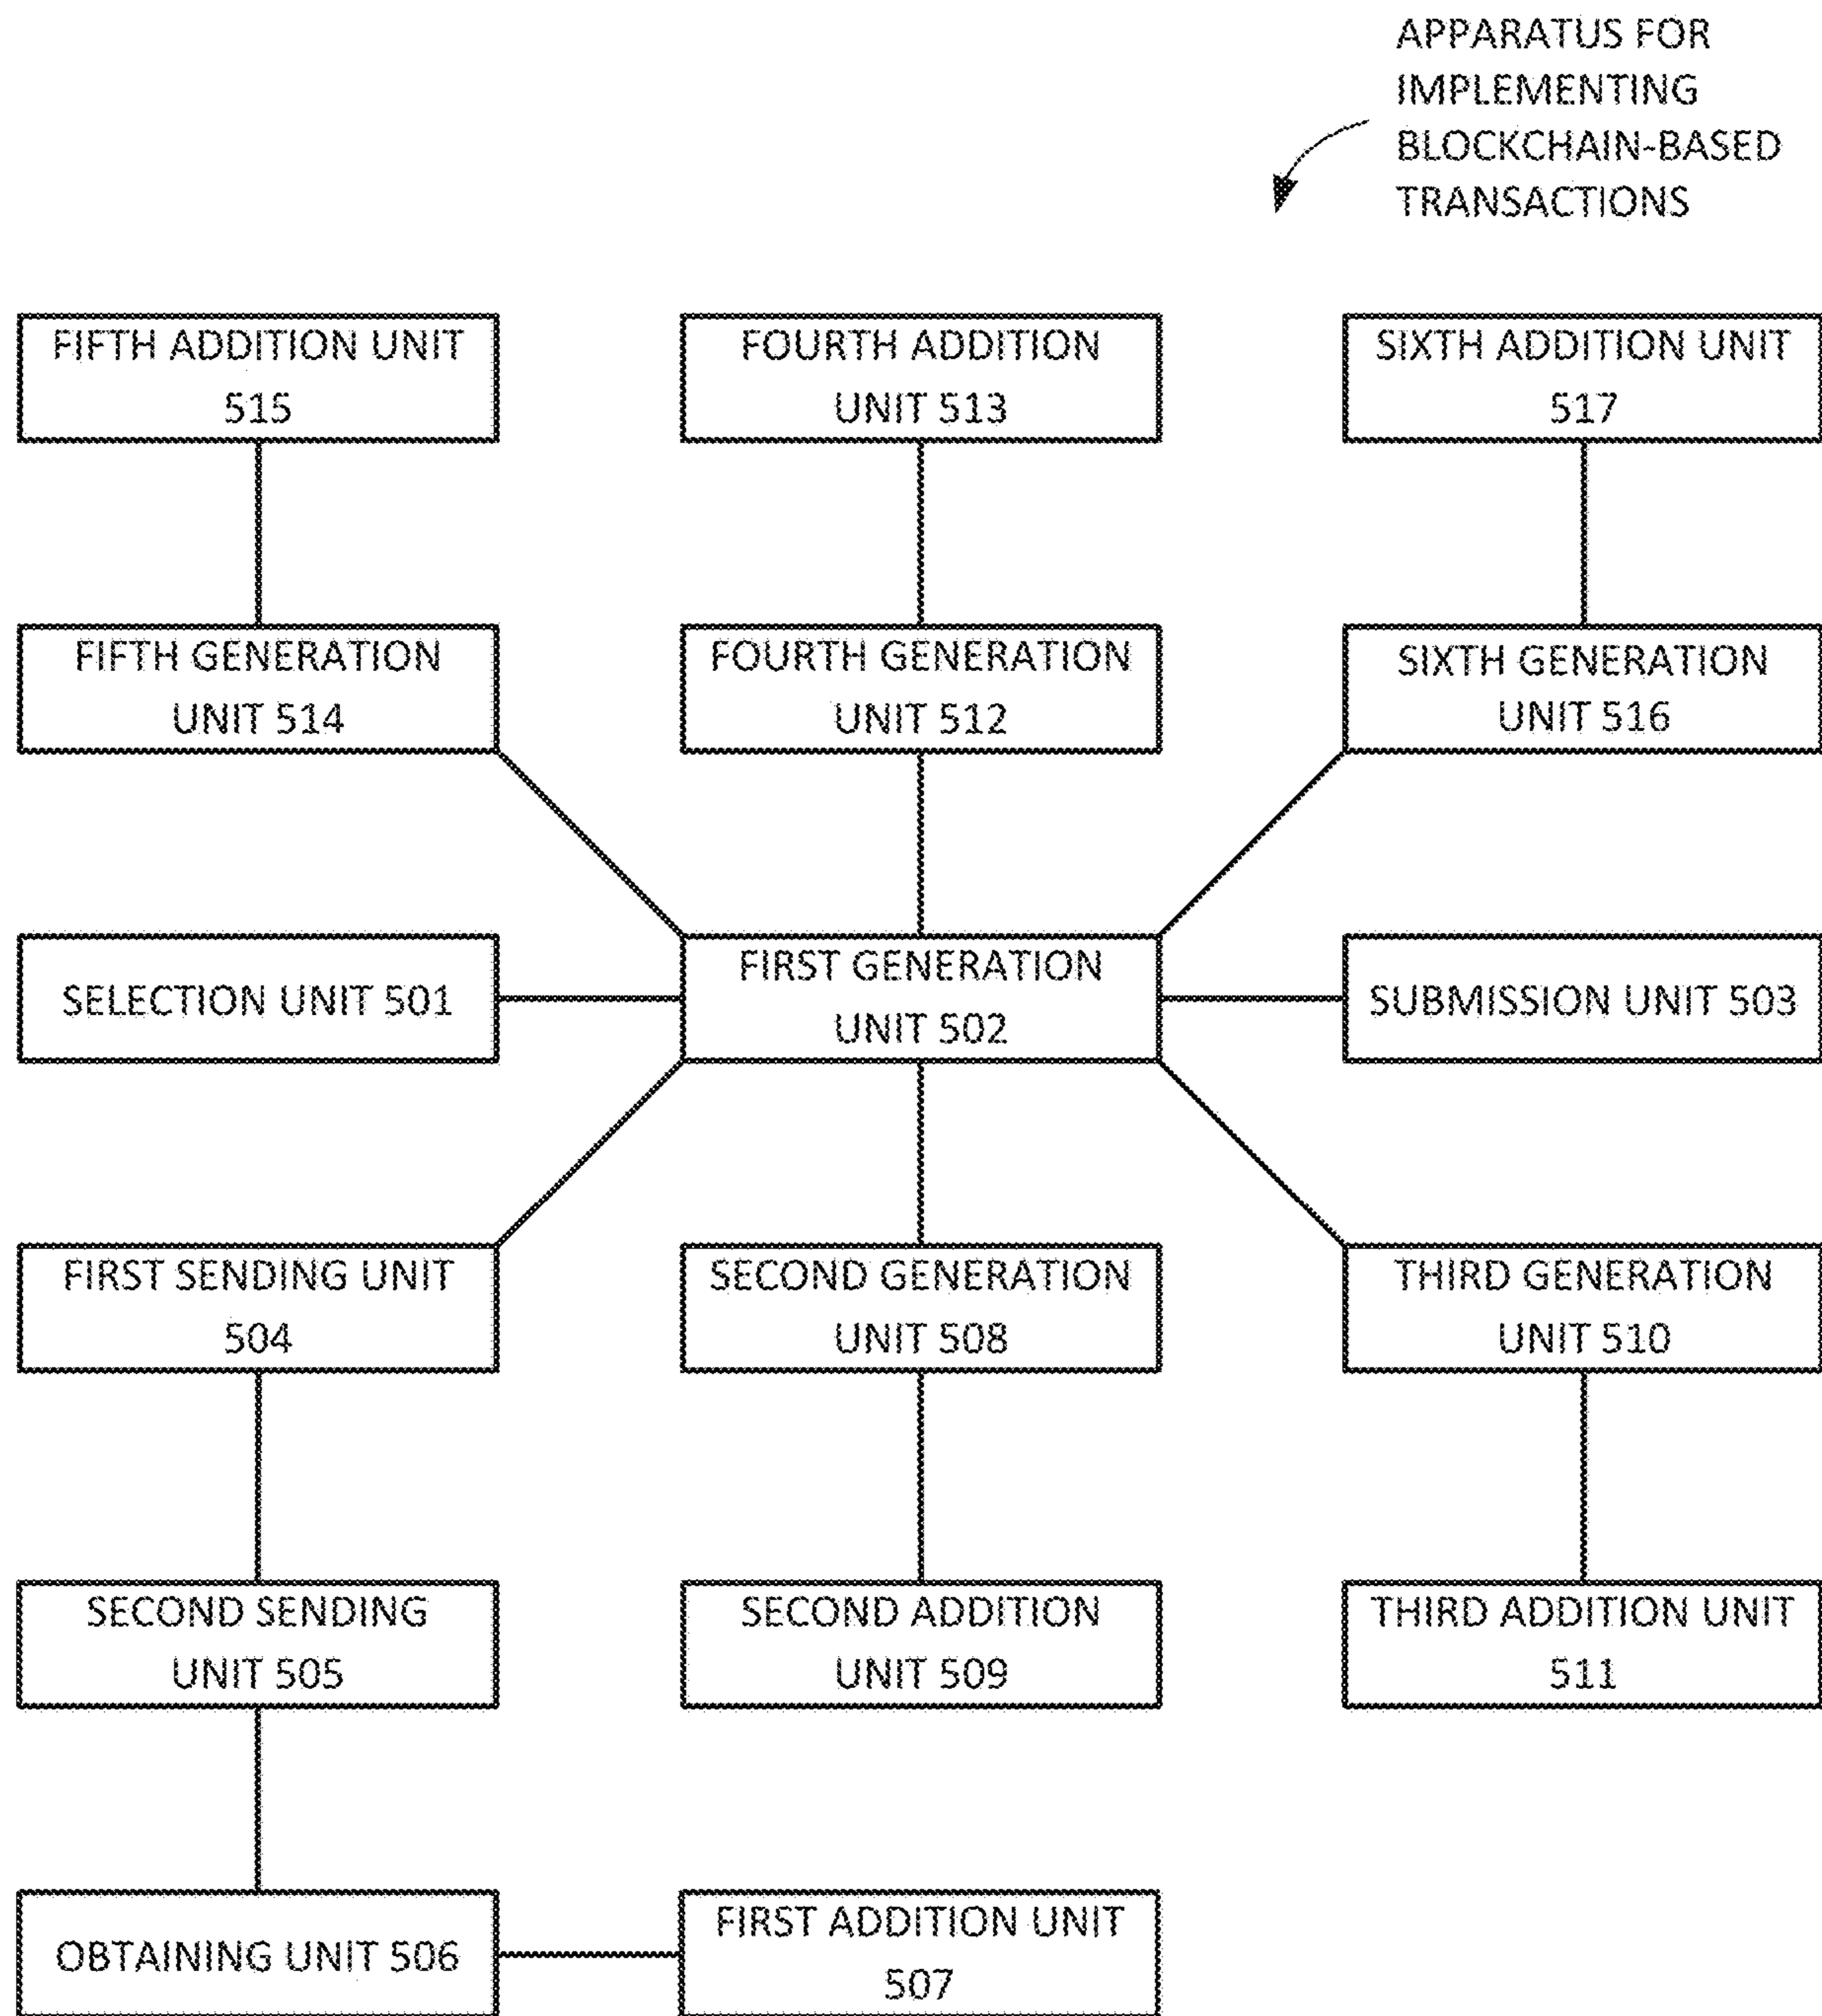 APPARATUS FOR
IMPLEMENTING
BLOCKCHAIN-BASED
TRANSACTIONS
FIFTH ADDITION UNIT
515
FOURTH ADDITION
UNIT 513
SIXTH ADDITION UNIT
517
FIFTH GENERATION
UNIT 514
FOURTH GENERATION
UNIT 512
SIXTH GENERATION
UNIT 516
SELECTION UNIT 501
FIRST GENERATION
UNIT 502
SUBMISSION UNIT 503
FIRST SENDING UNIT
504
SECOND GENERATION
UNIT 508
THIRD GENERATION
UNIT 510
SECOND SENDING
UNIT 505
SECOND ADDITION
UNIT 509
THIRD ADDITION UNIT
511
OBTAINING UNIT 506
FIRST ADDITION UNIT
507